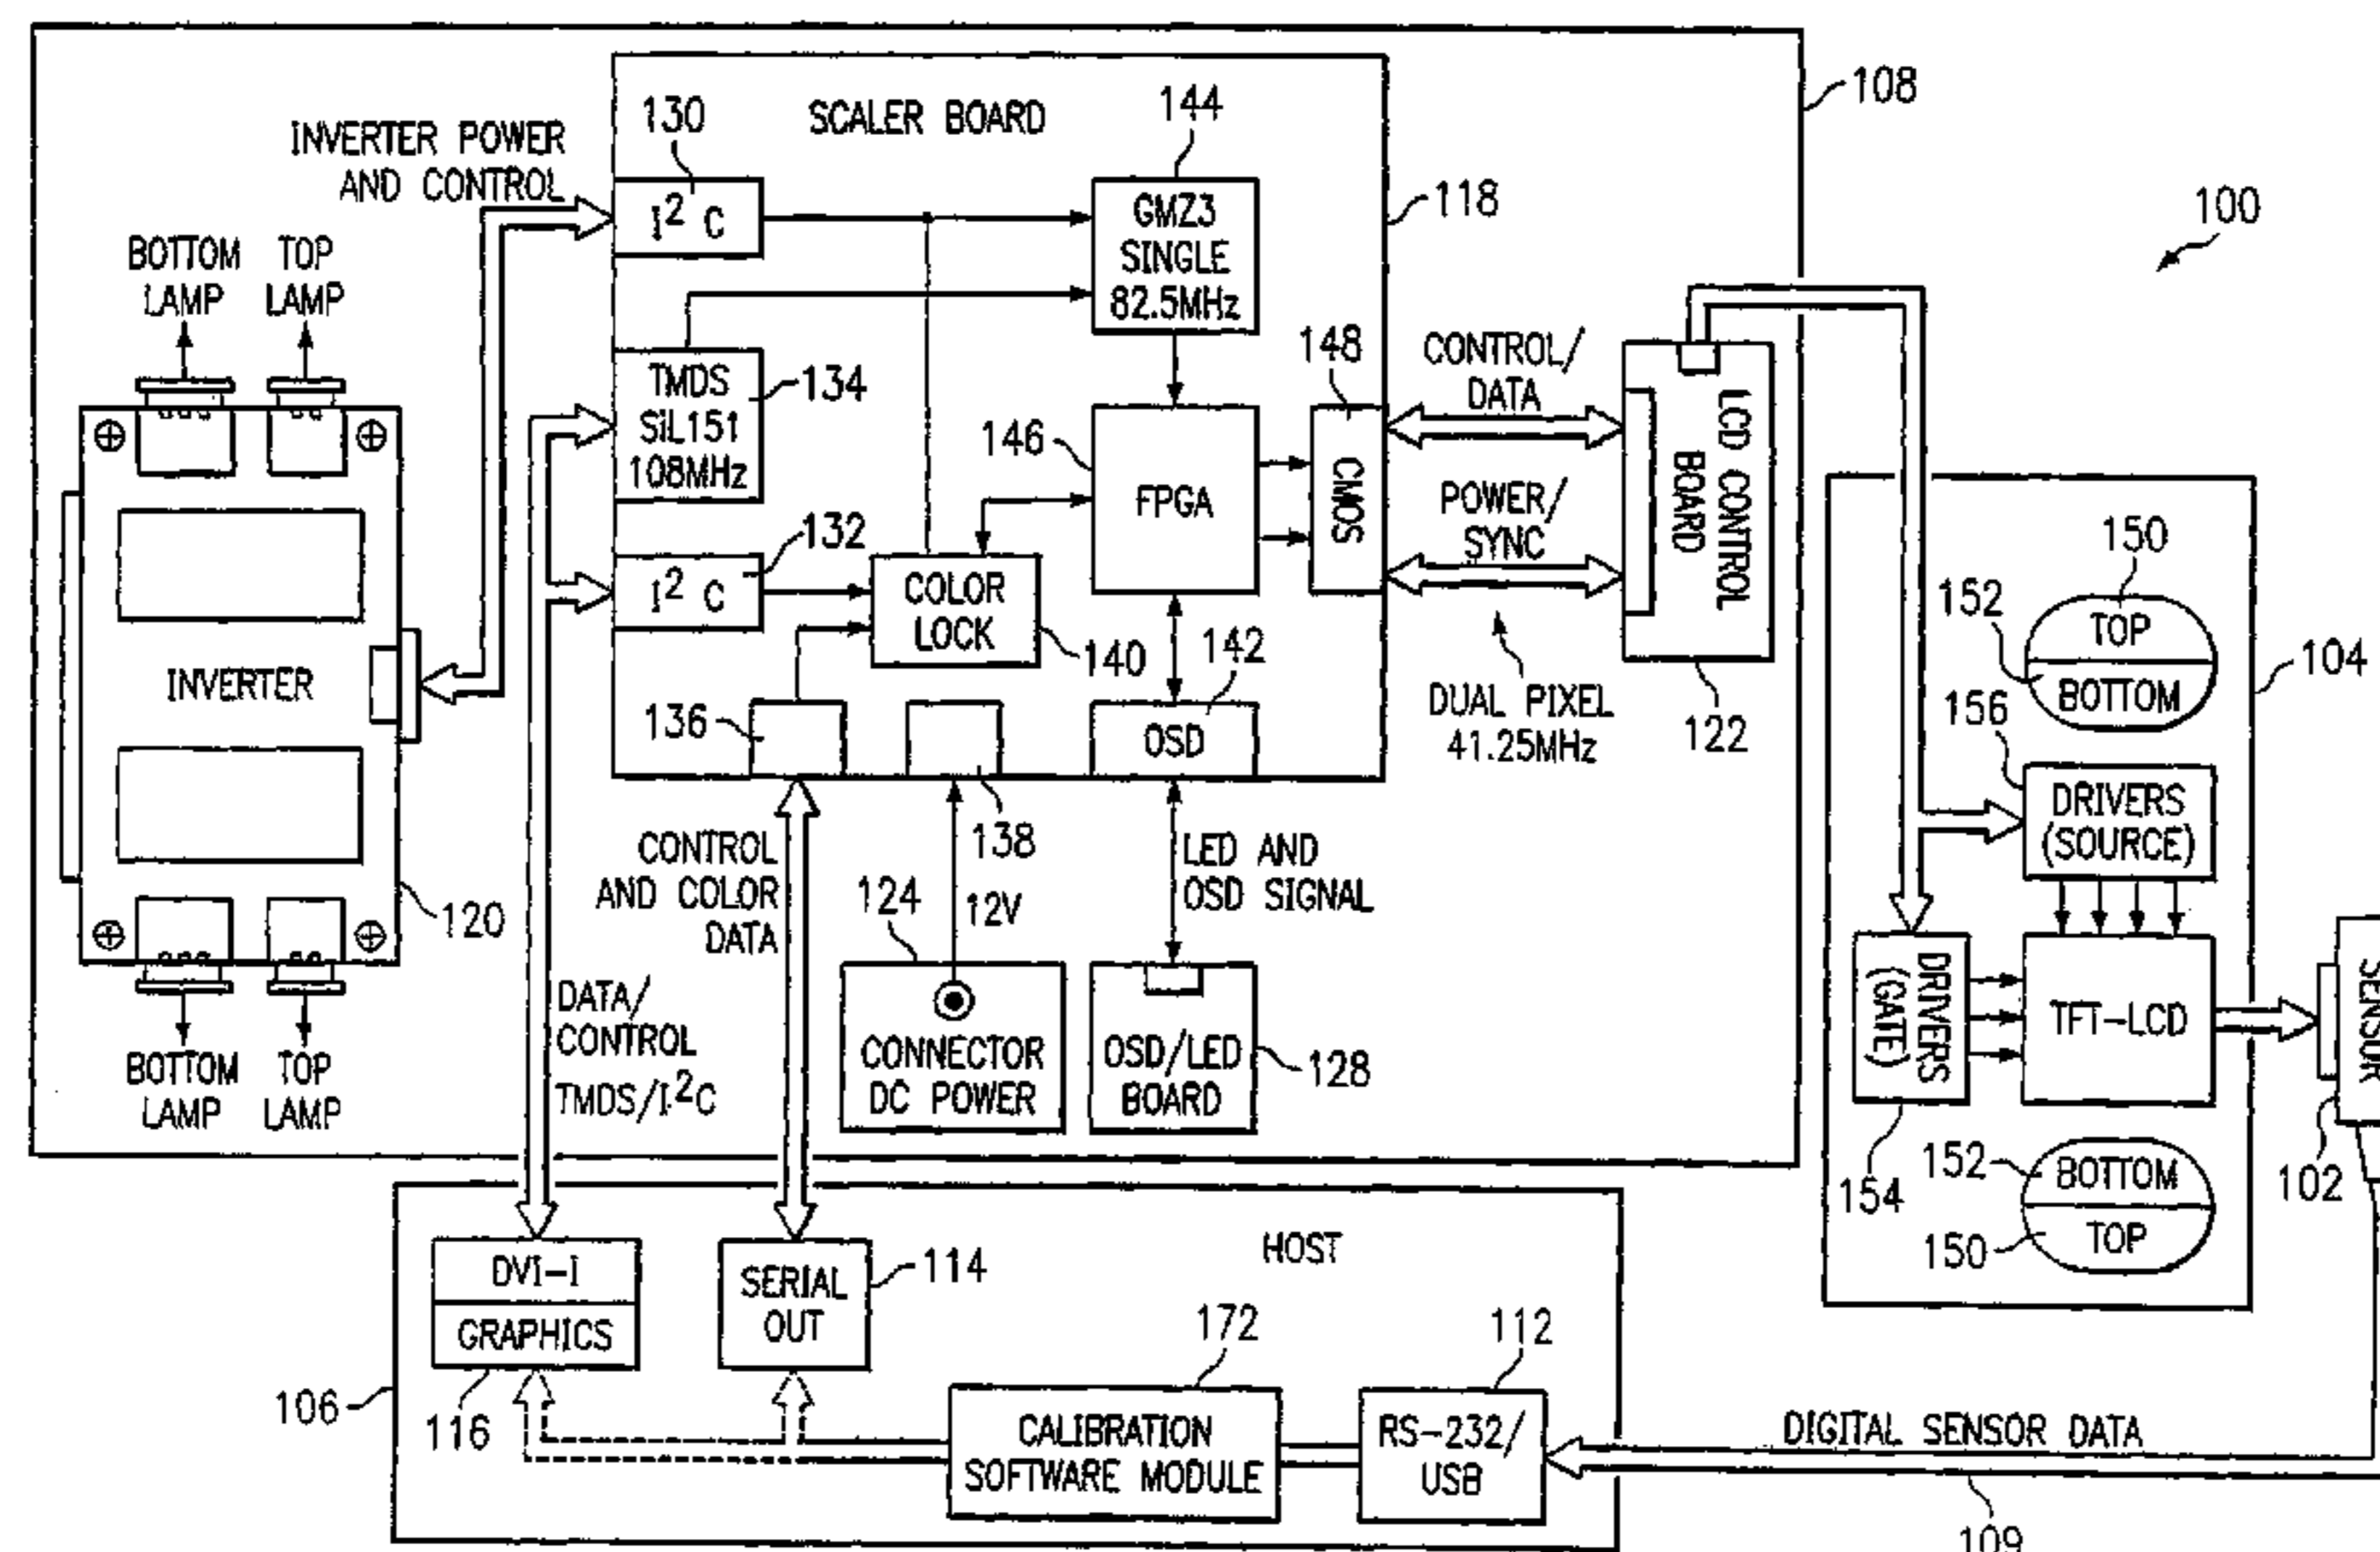 108
SCALER BOARD
130
144
INVERTER POWER
AND CONTROL
118
100
I² C
GMZ3
SINGLE
82.5MHz
BOTTOM
LAMP
TOP
LAMP
TMDS
SiL151
108MHz
134
148
CONTROL/
DATA
LCD CONTROL
BOARD
146
FPGA
CMOS
POWER/
SYNC
132
I² C
COLOR
LOCK
140
142
150
152
TOP
BOTTOM
104
INVERTER
136
OSD
DUAL PIXEL
41.25MHz
122
156
DRIVERS
(SOURCE)
138
CONTROL
AND COLOR
DATA
124
12V
LED AND
OSD SIGNAL
120
SENSOR
DATA/
CONTROL
TMDS/I²C
CONNECTOR
DC POWER
OSD/LED
BOARD
128
DRIVERS
(GATE)
TFT-LCD
BOTTOM
LAMP
TOP
LAMP
154
152
BOTTOM
TOP
150
102
HOST
DVI-I
GRAPHICS
SERIAL
OUT
114
172
112
106
116
CALIBRATION
SOFTWARE MODULE
RS-232/
USB
DIGITAL SENSOR DATA
109